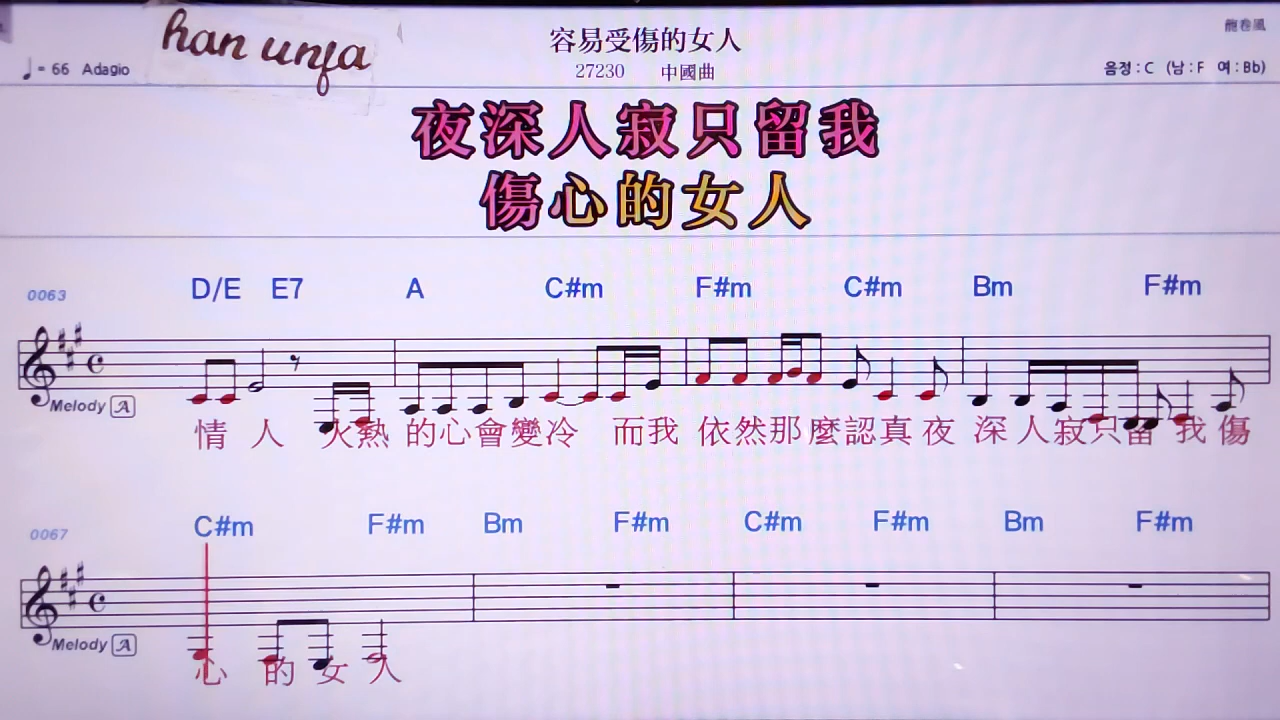 han unja
容易受傷的女人
龍卷風
♩= 66 Adagio
27230 中國曲
음정 : C (남 : F 여 : Bb)
夜深人寂只留我
傷心的女人
0063 D/E E7 A C#m F#m C#m Bm F#m
Melody A
情人 火熱的心會變冷 而我依然那麼認真夜深人寂只留我傷
0067 C#m F#m Bm F#m C#m F#m Bm F#m
Melody A
心的女人